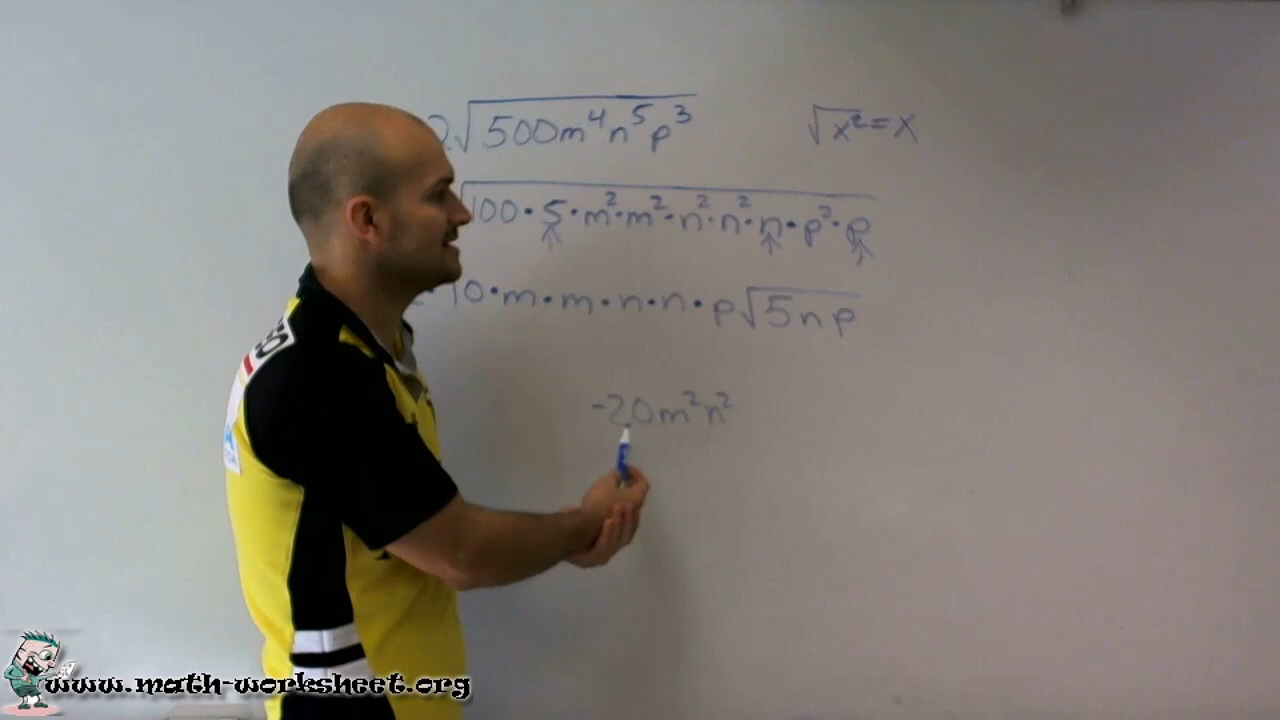 2√500m⁴n⁵p³
√x²=x
√100·5·m²·m²·n²·n²·n·p²·p
·10·m·m·n·n·p√5np
-20m²n²
www.math-worksheet.org